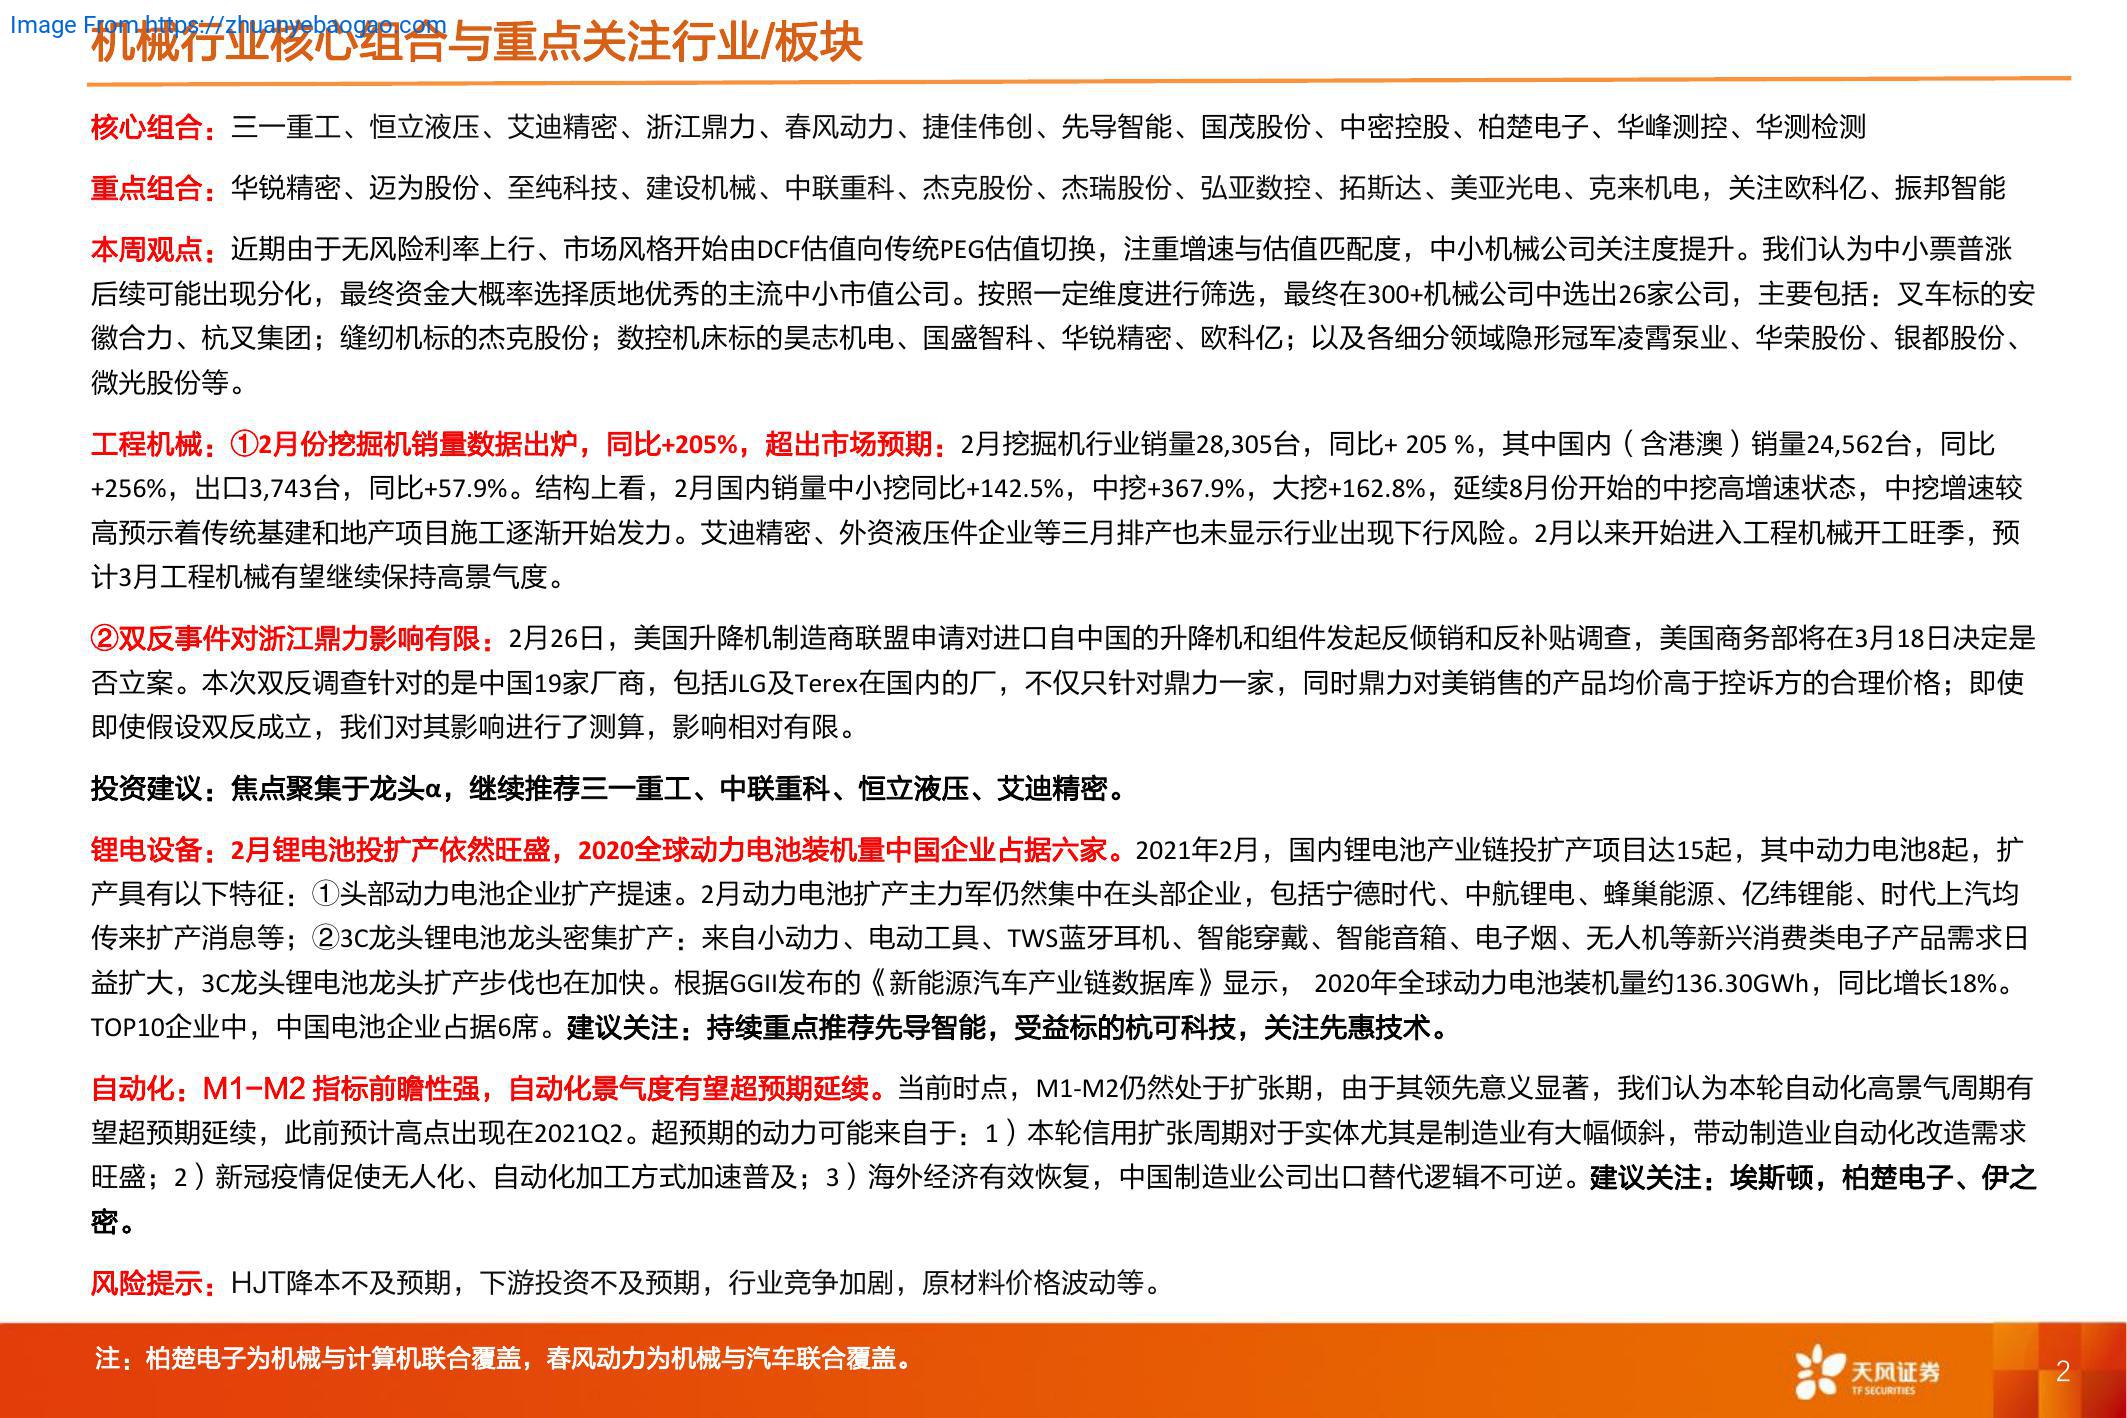 Image From https://zhuanyebaogao.com
机械行业核心组合与重点关注行业/板块
核心组合：三一重工、恒立液压、艾迪精密、浙江鼎力、春风动力、捷佳伟创、先导智能、国茂股份、中密控股、柏楚电子、华峰测控、华测检测
重点组合：华锐精密、迈为股份、至纯科技、建设机械、中联重科、杰克股份、杰瑞股份、弘亚数控、拓斯达、美亚光电、克来机电，关注欧科亿、振邦智能
本周观点：近期由于无风险利率上行、市场风格开始由DCF估值向传统PEG估值切换，注重增速与估值匹配度，中小机械公司关注度提升。我们认为中小票普涨
后续可能出现分化，最终资金大概率选择质地优秀的主流中小市值公司。按照一定维度进行筛选，最终在300+机械公司中选出26家公司，主要包括：叉车标的安
徽合力、杭叉集团；缝纫机标的杰克股份；数控机床标的昊志机电、国盛智科、华锐精密、欧科亿；以及各细分领域隐形冠军凌霄泵业、华荣股份、银都股份、
微光股份等。
工程机械：①2月份挖掘机销量数据出炉，同比+205%，超出市场预期：2月挖掘机行业销量28,305台，同比+ 205 %，其中国内（含港澳）销量24,562台，同比
+256%，出口3,743台，同比+57.9%。结构上看，2月国内销量中小挖同比+142.5%，中挖+367.9%，大挖+162.8%，延续8月份开始的中挖高增速状态，中挖增速较
高预示着传统基建和地产项目施工逐渐开始发力。艾迪精密、外资液压件企业等三月排产也未显示行业出现下行风险。2月以来开始进入工程机械开工旺季，预
计3月工程机械有望继续保持高景气度。
②双反事件对浙江鼎力影响有限：2月26日，美国升降机制造商联盟申请对进口自中国的升降机和组件发起反倾销和反补贴调查，美国商务部将在3月18日决定是
否立案。本次双反调查针对的是中国19家厂商，包括JLG及Terex在国内的厂，不仅只针对鼎力一家，同时鼎力对美销售的产品均价高于控诉方的合理价格；即使
即使假设双反成立，我们对其影响进行了测算，影响相对有限。
投资建议：焦点聚集于龙头α，继续推荐三一重工、中联重科、恒立液压、艾迪精密。
锂电设备：2月锂电池投扩产依然旺盛，2020全球动力电池装机量中国企业占据六家。2021年2月，国内锂电池产业链投扩产项目达15起，其中动力电池8起，扩
产具有以下特征：①头部动力电池企业扩产提速。2月动力电池扩产主力军仍然集中在头部企业，包括宁德时代、中航锂电、蜂巢能源、亿纬锂能、时代上汽均
传来扩产消息等；②3C龙头锂电池龙头密集扩产：来自小动力、电动工具、TWS蓝牙耳机、智能穿戴、智能音箱、电子烟、无人机等新兴消费类电子产品需求日
益扩大，3C龙头锂电池龙头扩产步伐也在加快。根据GGII发布的《新能源汽车产业链数据库》显示， 2020年全球动力电池装机量约136.30GWh，同比增长18%。
TOP10企业中，中国电池企业占据6席。建议关注：持续重点推荐先导智能，受益标的杭可科技，关注先惠技术。
自动化：M1-M2 指标前瞻性强，自动化景气度有望超预期延续。当前时点，M1-M2仍然处于扩张期，由于其领先意义显著，我们认为本轮自动化高景气周期有
望超预期延续，此前预计高点出现在2021Q2。超预期的动力可能来自于：1）本轮信用扩张周期对于实体尤其是制造业有大幅倾斜，带动制造业自动化改造需求
旺盛；2）新冠疫情促使无人化、自动化加工方式加速普及；3）海外经济有效恢复，中国制造业公司出口替代逻辑不可逆。建议关注：埃斯顿，柏楚电子、伊之
密。
风险提示：HJT降本不及预期，下游投资不及预期，行业竞争加剧，原材料价格波动等。
注：柏楚电子为机械与计算机联合覆盖，春风动力为机械与汽车联合覆盖。
天风证券
TF SECURITIES
2